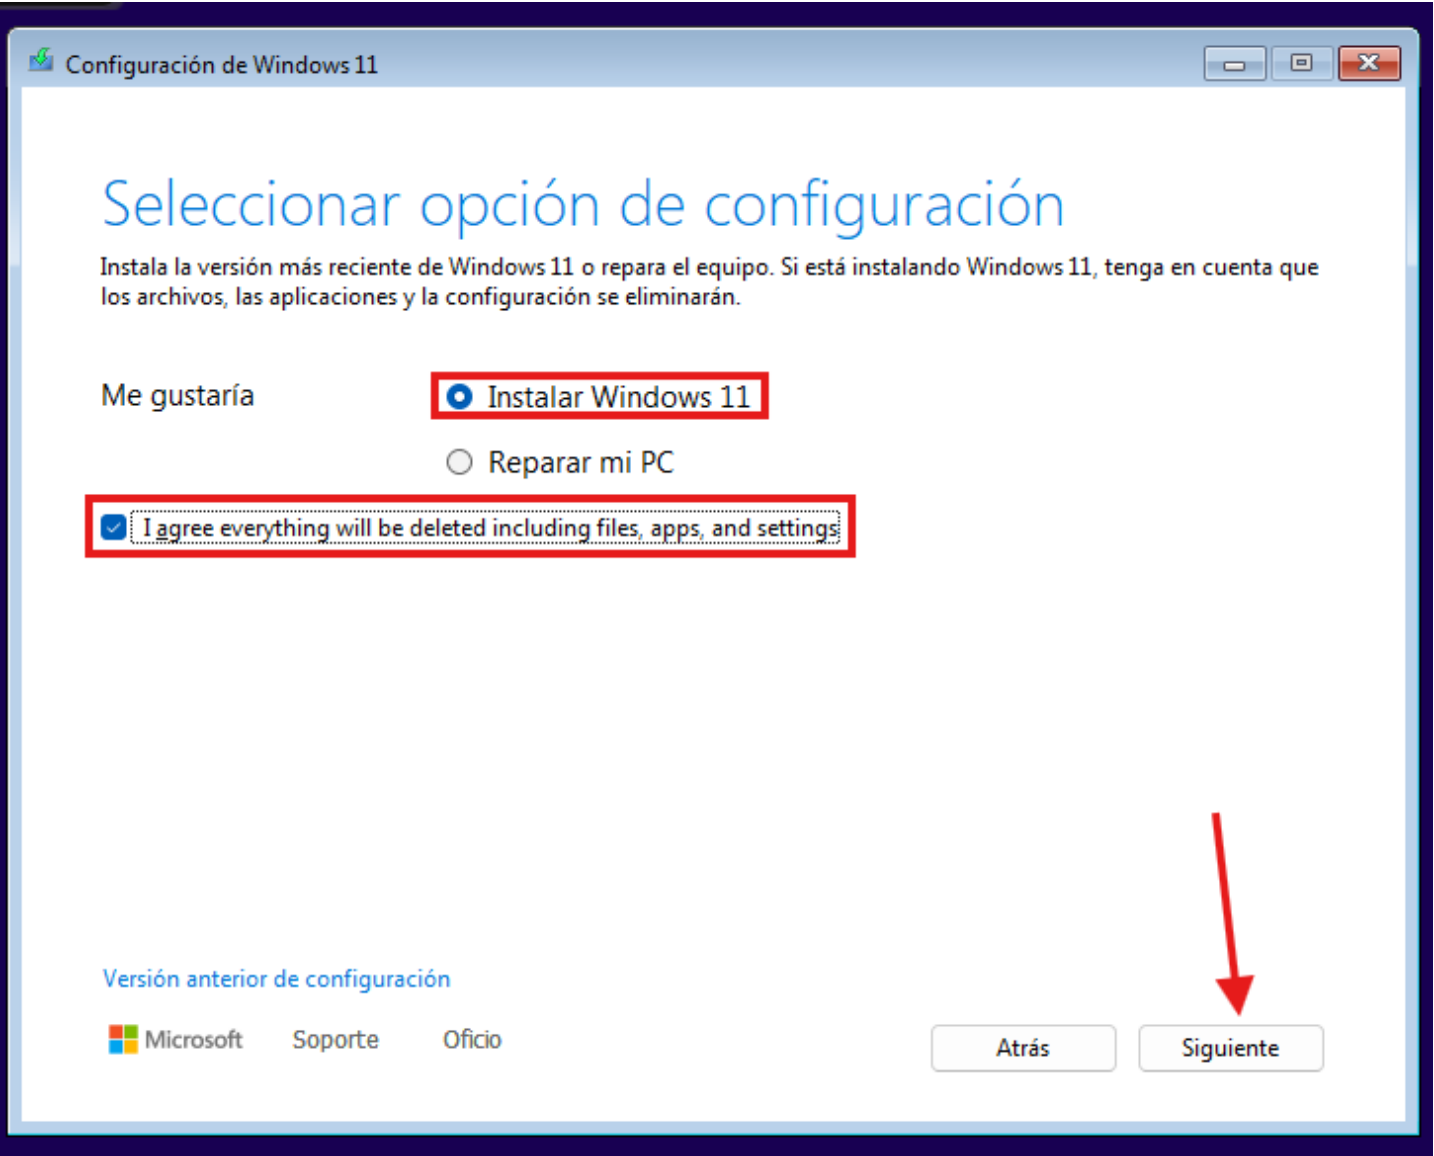 Configuración de Windows 11
Seleccionar opción de configuración
Instala la versión más reciente de Windows 11 o repara el equipo. Si está instalando Windows 11, tenga en cuenta que
los archivos, las aplicaciones y la configuración se eliminarán.
Me gustaría
Instalar Windows 11
Reparar mi PC
I agree everything will be deleted including files, apps, and settings
Versión anterior de configuración
Microsoft Soporte Oficio
Atrás Siguiente